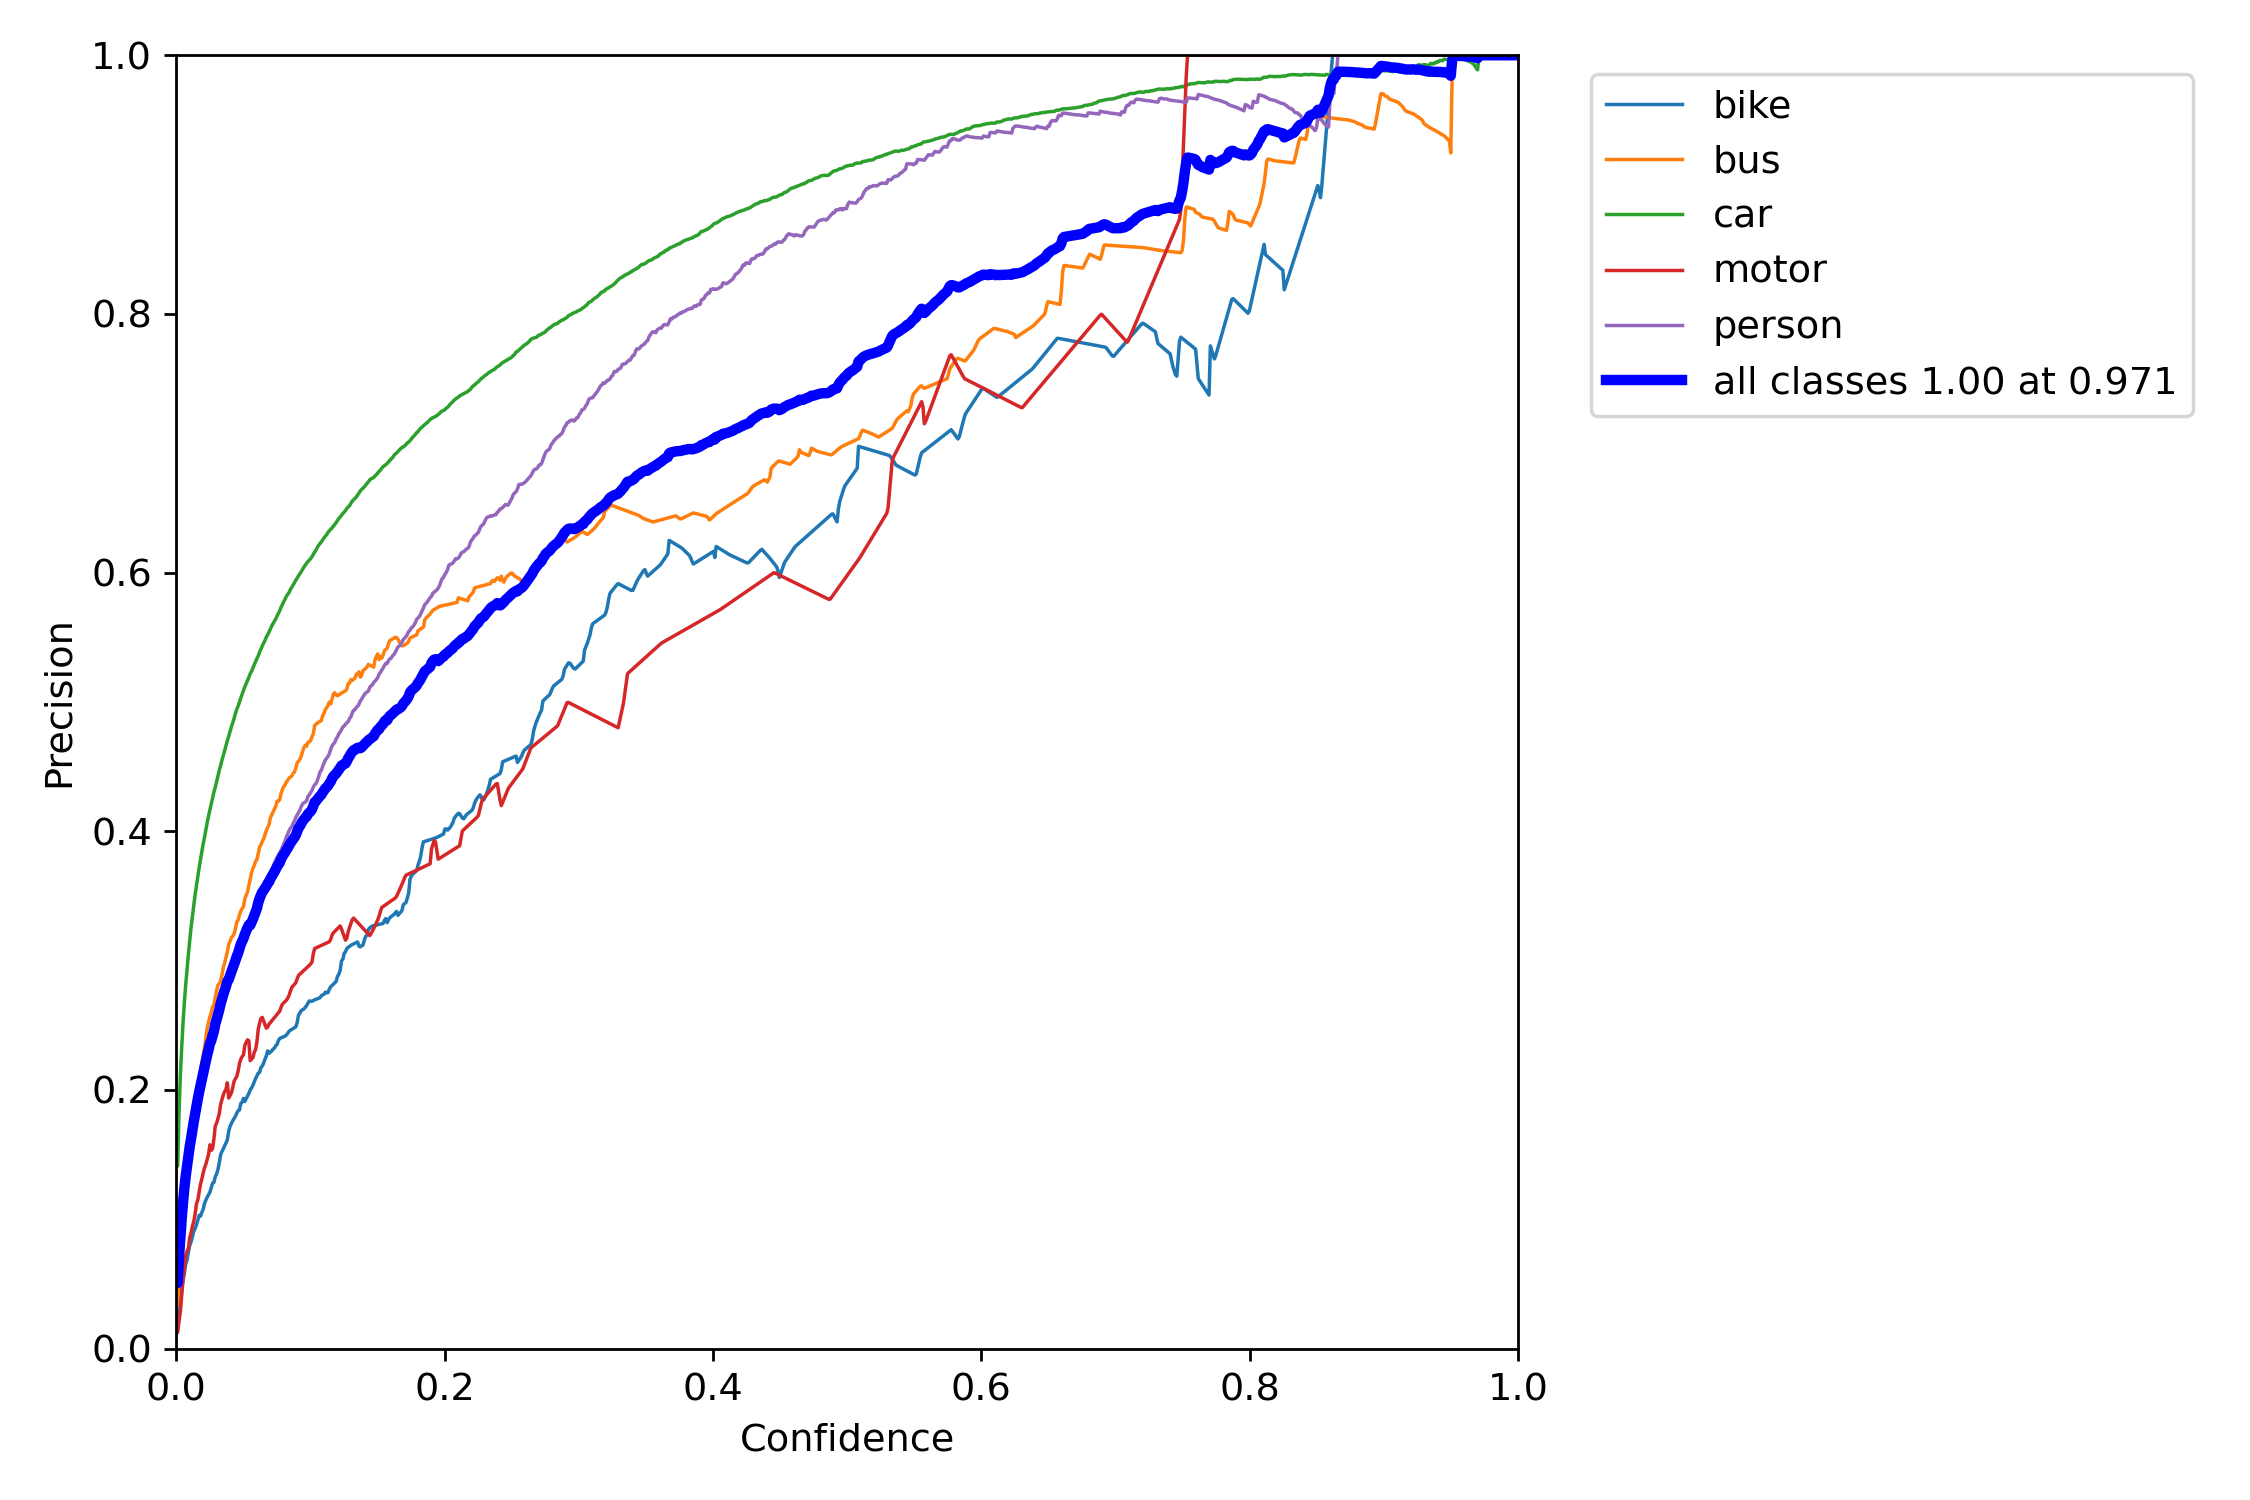 1.0
0.8
0.6
0.4
0.2
0.0
Precision
0.0 0.2 0.4 0.6 0.8 1.0
Confidence
bike
bus
car
motor
person
all classes 1.00 at 0.971